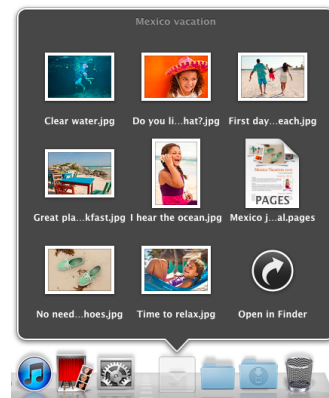 Mexico vacation
Clear water.jpg
Do you li...hat?.jpg
First day...each.jpg
Great pla...kfast.jpg
I hear the ocean.jpg
Mexico j...al.pages
PAGES
No need...hoes.jpg
Time to relax.jpg
Open in Finder